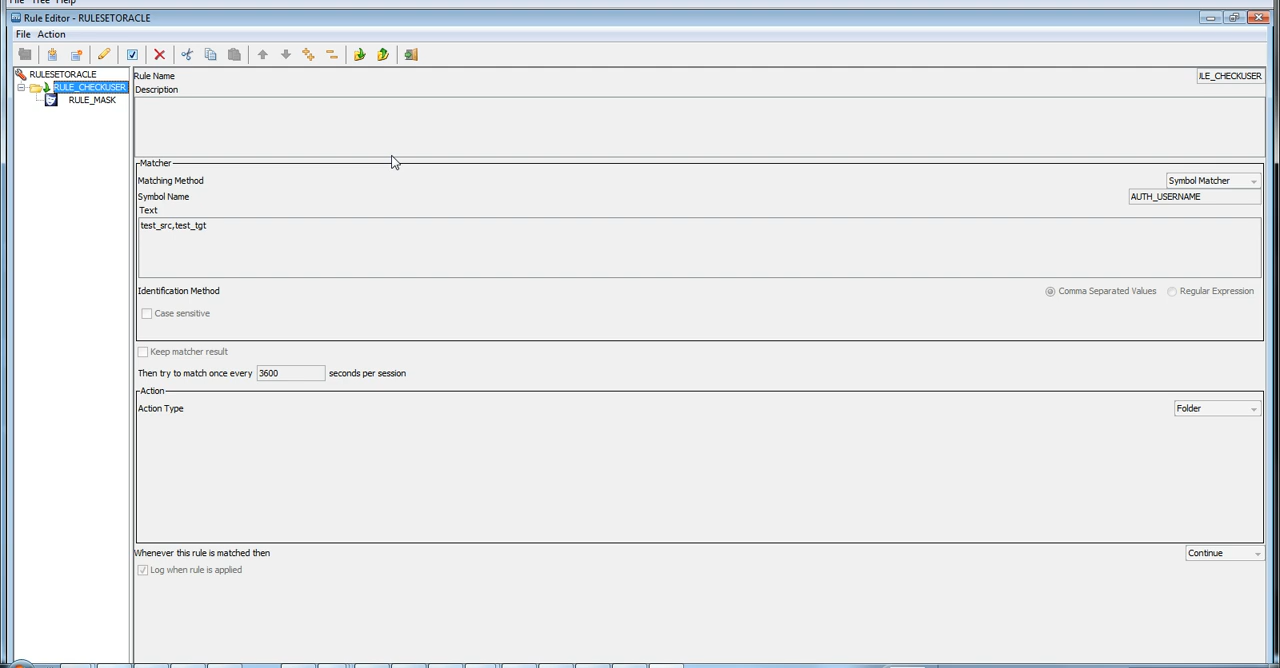 File Tree Help
Rule Editor - RULESETORACLE
File Action
RULESETORACLE
RULE_CHECKUSER
RULE_MASK
Rule Name
JLE_CHECKUSER
Description
Matcher
Matching Method
Symbol Matcher
Symbol Name
AUTH_USERNAME
Text
test_src,test_tgt
Identification Method
Comma Separated Values
Regular Expression
Case sensitive
Keep matcher result
Then try to match once every 3600 seconds per session
Action
Action Type
Folder
Whenever this rule is matched then
Continue
Log when rule is applied